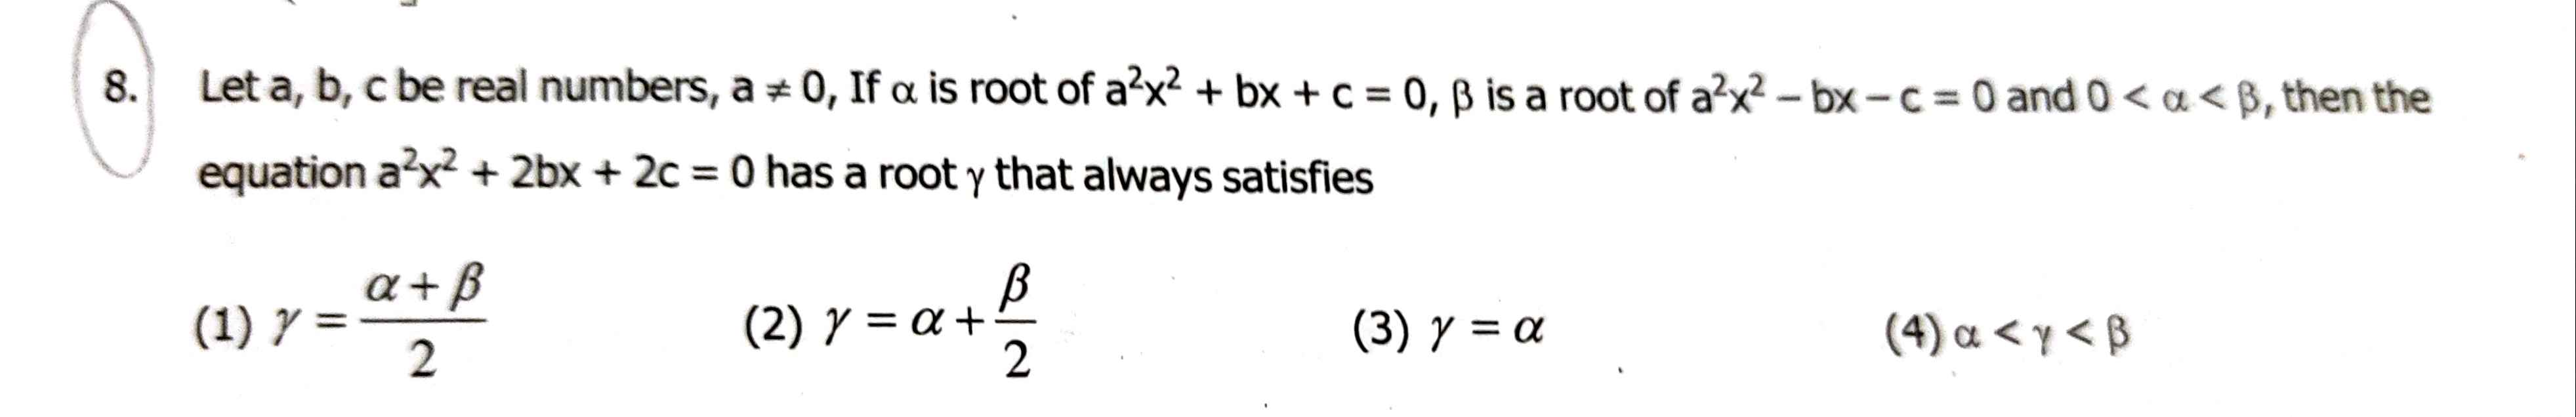 8. Let a, b, c be real numbers, a ≠ 0, If α is root of a²x² + bx + c = 0, β is a root of a²x² – bx – c = 0 and 0 < α < β, then the
equation a²x² + 2bx + 2c = 0 has a root γ that always satisfies
(1) γ = (α + β)/2 (2) γ = α + β/2 (3) γ = α (4) α < γ < β